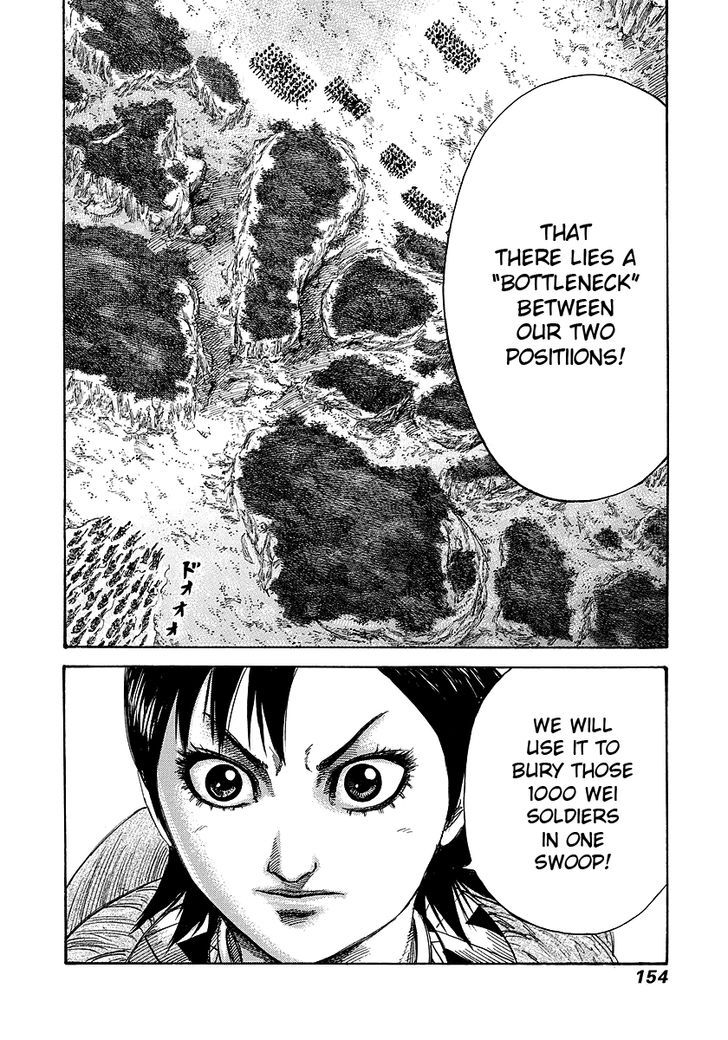 THAT
THERE LIES A
"BOTTLENECK"
BETWEEN
OUR TWO
POSITIIONS!
ドオオオ
WE WILL
USE IT TO
BURY THOSE
1000 WEI
SOLDIERS
IN ONE
SWOOP!
154